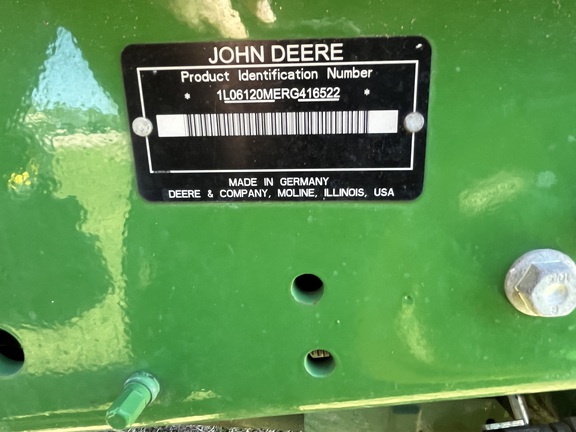 JOHN DEERE
Product Identification Number
* 1L06120MERG416522 *
MADE IN GERMANY
DEERE & COMPANY, MOLINE, ILLINOIS, USA